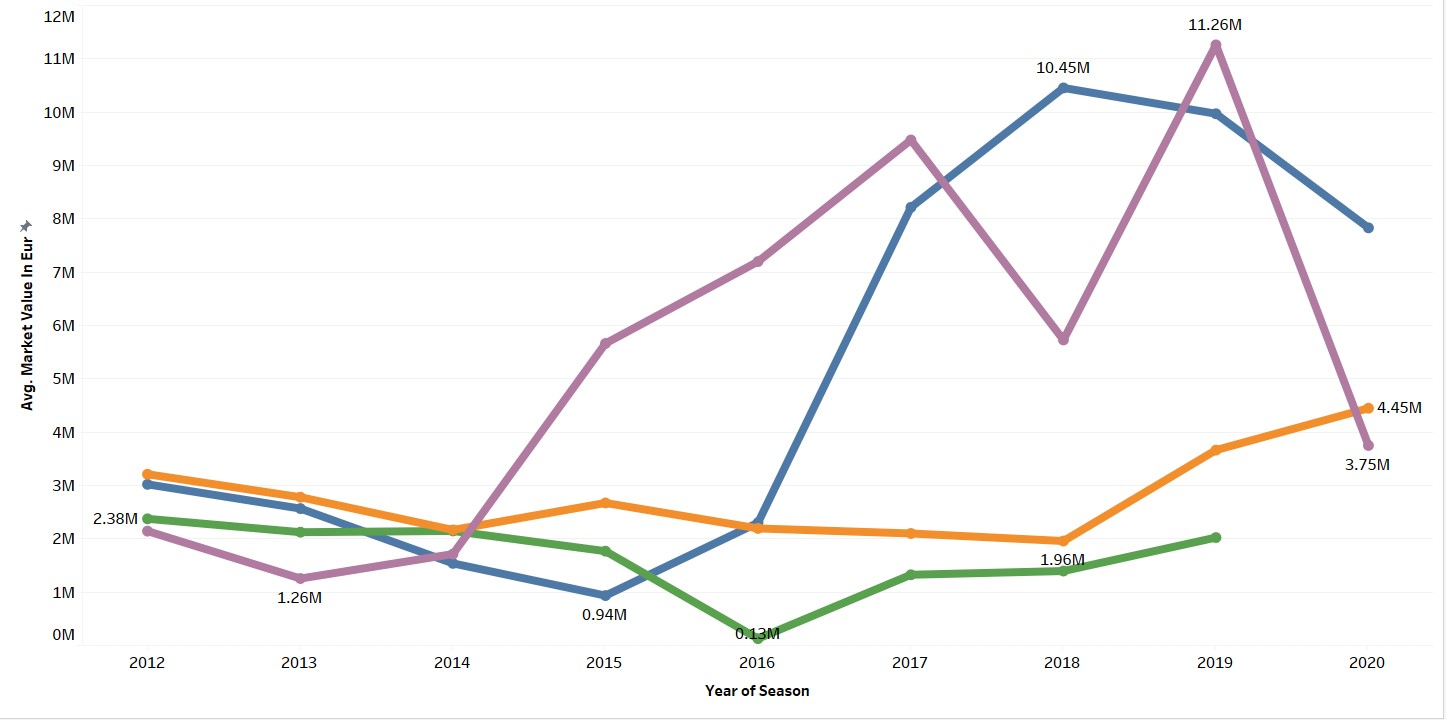 12M
11M
10M
9M
8M
7M
6M
5M
4M
3M
2M
1M
0M
Avg. Market Value In Eur
11.26M
10.45M
4.45M
3.75M
2.38M
1.96M
1.26M
0.94M
0.13M
2012 2013 2014 2015 2016 2017 2018 2019 2020
Year of Season